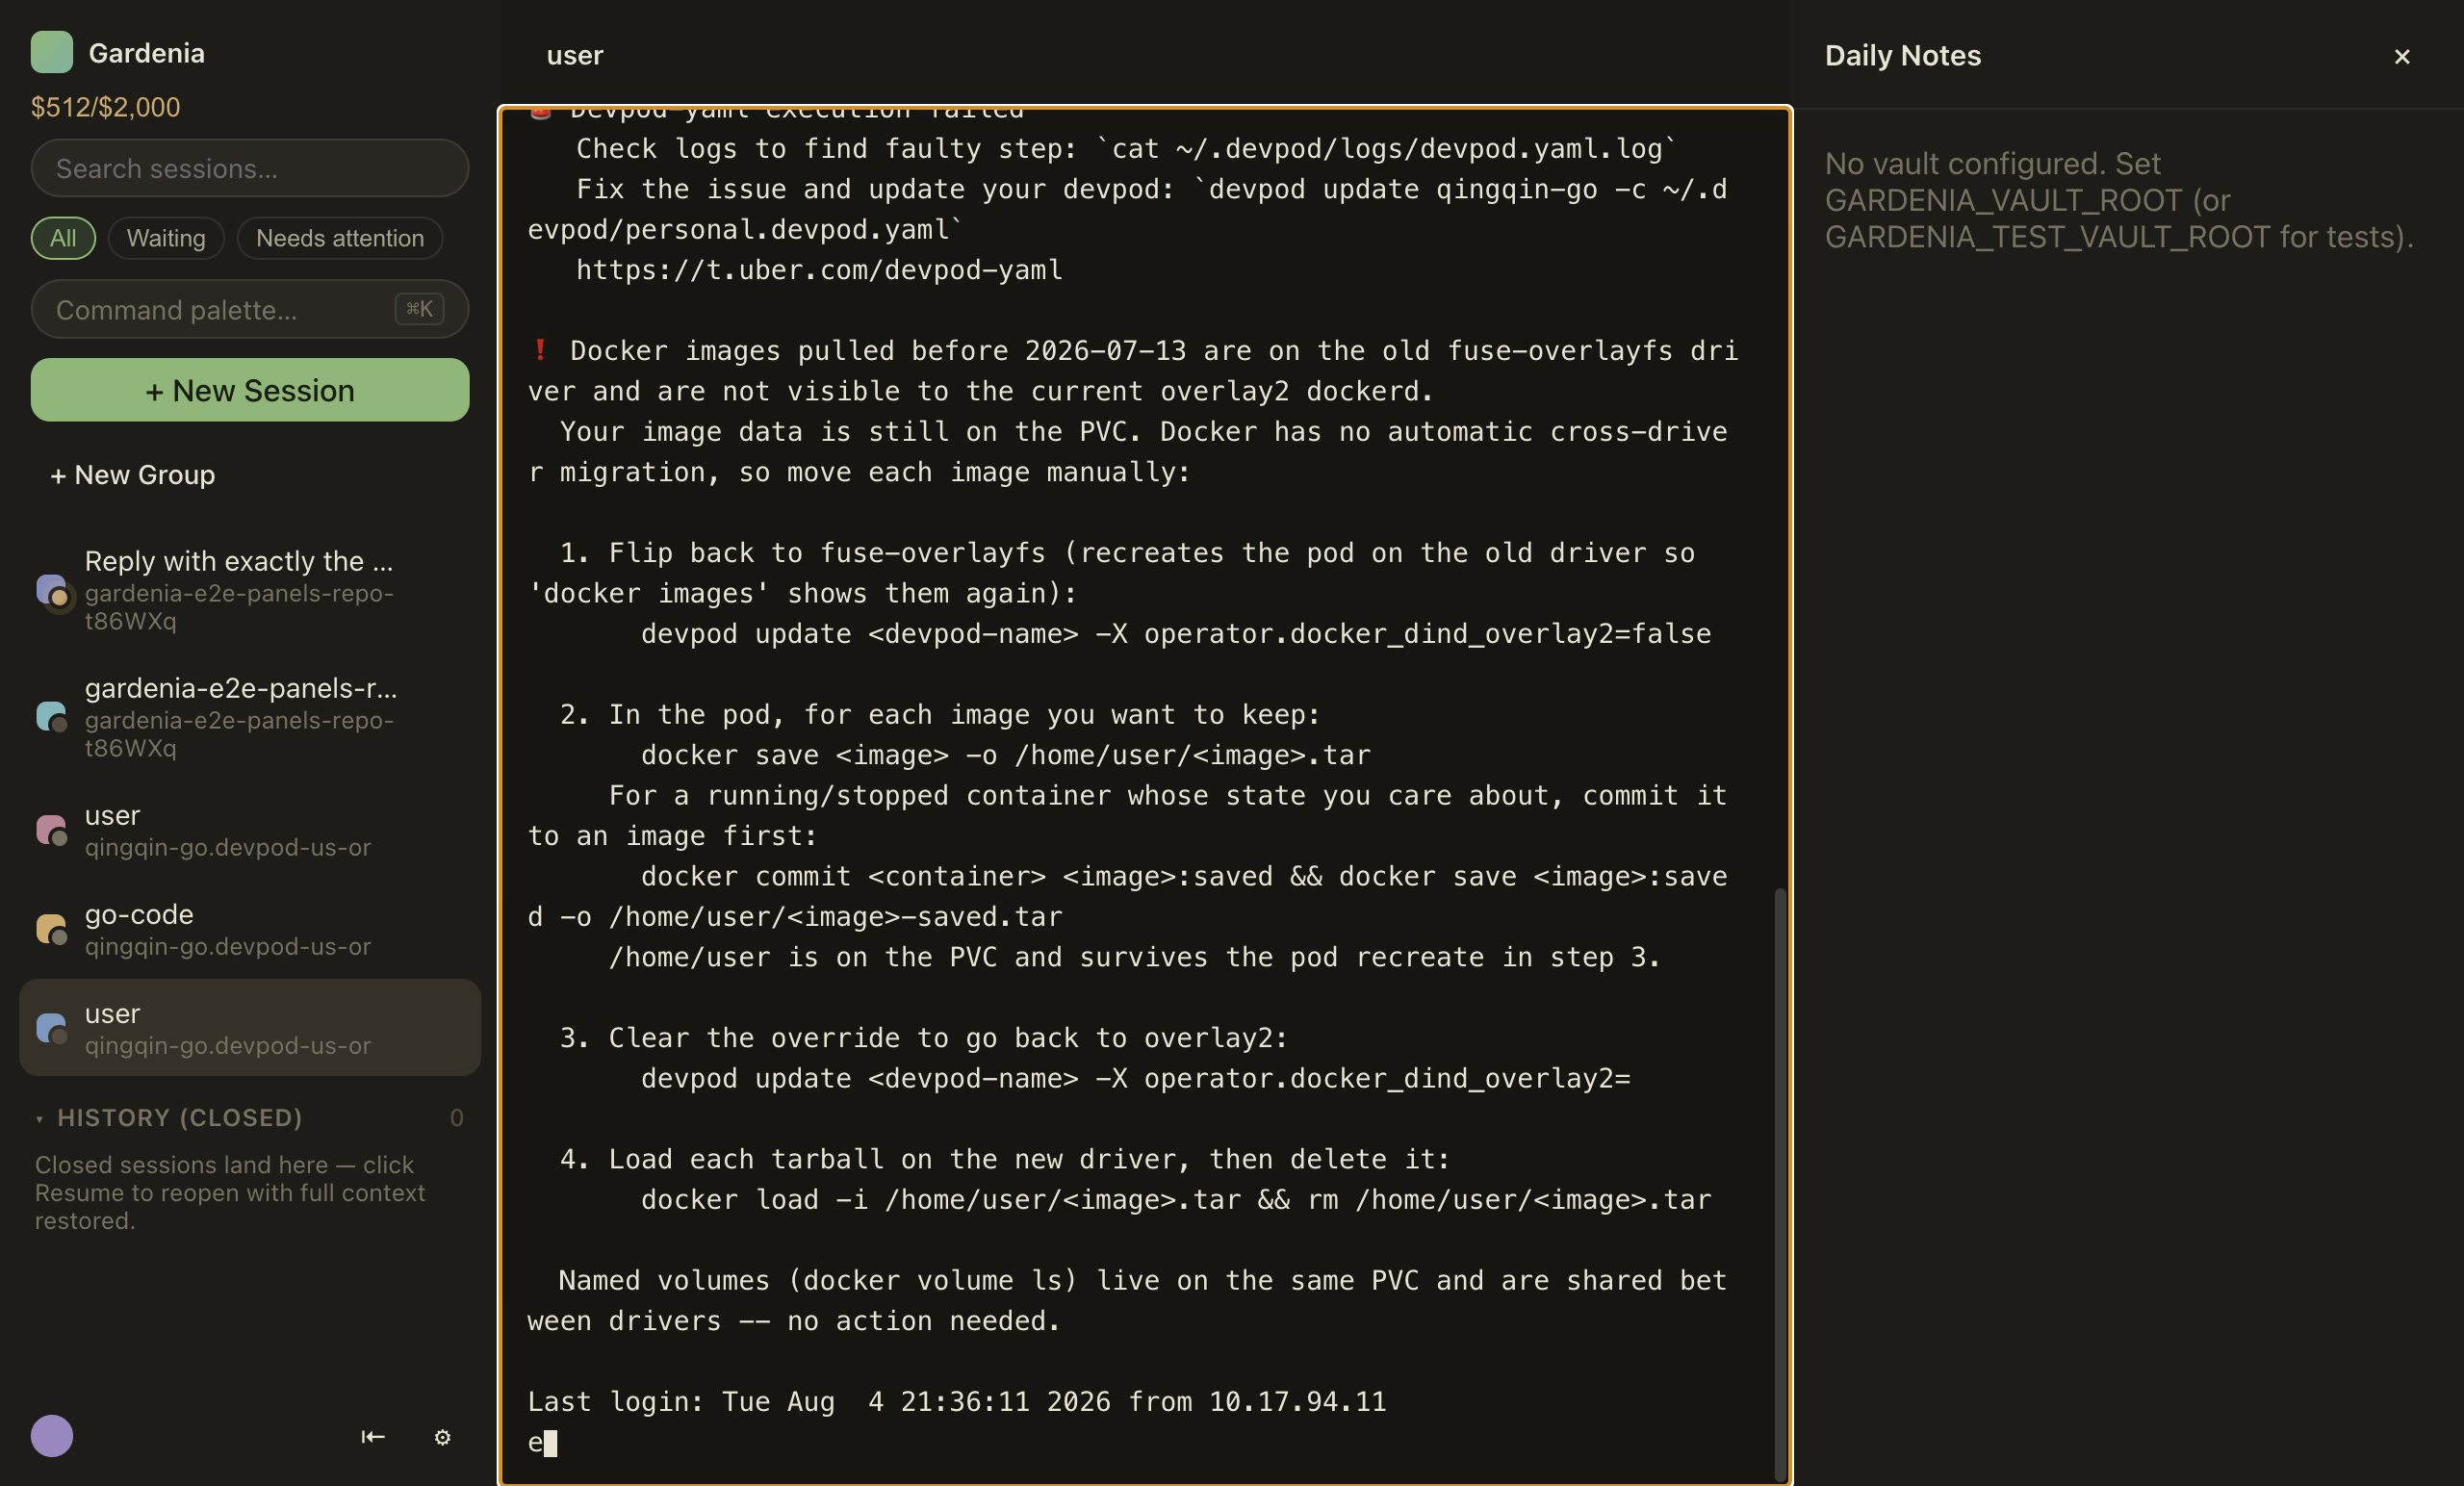 Gardenia
$512/$2,000
Search sessions...
All
Waiting
Needs attention
Command palette...
⌘K
+ New Session
+ New Group
Reply with exactly the ...
gardenia-e2e-panels-repo-
t86WXq
gardenia-e2e-panels-r...
gardenia-e2e-panels-repo-
t86WXq
user
qingqin-go.devpod-us-or
go-code
qingqin-go.devpod-us-or
user
qingqin-go.devpod-us-or
HISTORY (CLOSED)
0
Closed sessions land here — click
Resume to reopen with full context
restored.
user
Devpod-yaml execution failed
Check logs to find faulty step: `cat ~/.devpod/logs/devpod.yaml.log`
Fix the issue and update your devpod: `devpod update qingqin-go -c ~/.d
evpod/personal.devpod.yaml`
https://t.uber.com/devpod-yaml
❗ Docker images pulled before 2026-07-13 are on the old fuse-overlayfs dri
ver and are not visible to the current overlay2 dockerd.
Your image data is still on the PVC. Docker has no automatic cross-drive
r migration, so move each image manually:
1. Flip back to fuse-overlayfs (recreates the pod on the old driver so
'docker images' shows them again):
devpod update <devpod-name> -X operator.docker_dind_overlay2=false
2. In the pod, for each image you want to keep:
docker save <image> -o /home/user/<image>.tar
For a running/stopped container whose state you care about, commit it
to an image first:
docker commit <container> <image>:saved && docker save <image>:save
d -o /home/user/<image>-saved.tar
/home/user is on the PVC and survives the pod recreate in step 3.
3. Clear the override to go back to overlay2:
devpod update <devpod-name> -X operator.docker_dind_overlay2=
4. Load each tarball on the new driver, then delete it:
docker load -i /home/user/<image>.tar && rm /home/user/<image>.tar
Named volumes (docker volume ls) live on the same PVC and are shared bet
ween drivers -- no action needed.
Last login: Tue Aug  4 21:36:11 2026 from 10.17.94.11
e
Daily Notes
×
No vault configured. Set
GARDENIA_VAULT_ROOT (or
GARDENIA_TEST_VAULT_ROOT for tests).